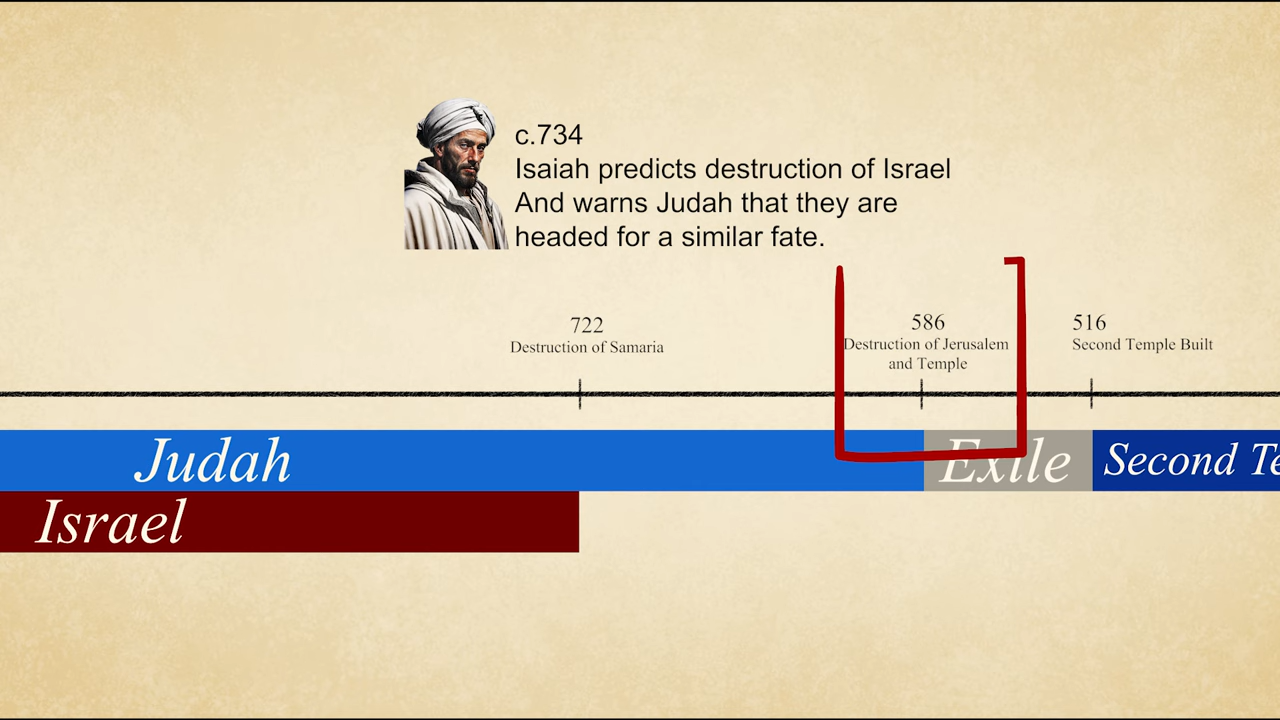 c.734
Isaiah predicts destruction of Israel
And warns Judah that they are
headed for a similar fate.
722
Destruction of Samaria
586
Destruction of Jerusalem
and Temple
516
Second Temple Built
Judah
Exile
Second Te
Israel